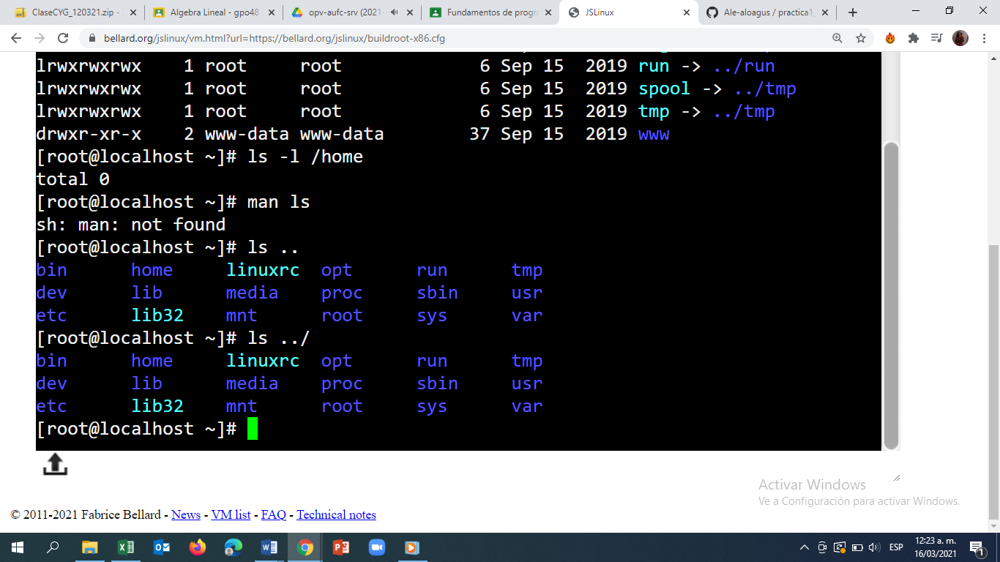 ClaseCYG_120321.zip -
Algebra Lineal - gpo48
opv-aufc-srv (2021-
Fundamentos de progra
JSLinux
Ale-aloagus / practica1_
bellard.org/jslinux/vm.html?url=https://bellard.org/jslinux/buildroot-x86.cfg
lrwxrwxrwx 1 root root 6 Sep 15 2019 run -> ../run
lrwxrwxrwx 1 root root 6 Sep 15 2019 spool -> ../tmp
lrwxrwxrwx 1 root root 6 Sep 15 2019 tmp -> ../tmp
drwxr-xr-x 2 www-data www-data 37 Sep 15 2019 www
[root@localhost ~]# ls -l /home
total 0
[root@localhost ~]# man ls
sh: man: not found
[root@localhost ~]# ls ..
bin home linuxrc opt run tmp
dev lib media proc sbin usr
etc lib32 mnt root sys var
[root@localhost ~]# ls ../
bin home linuxrc opt run tmp
dev lib media proc sbin usr
etc lib32 mnt root sys var
[root@localhost ~]#
Activar Windows
Ve a Configuración para activar Windows.
© 2011-2021 Fabrice Bellard - News - VM list - FAQ - Technical notes
ESP
12:23 a. m.
16/03/2021
1